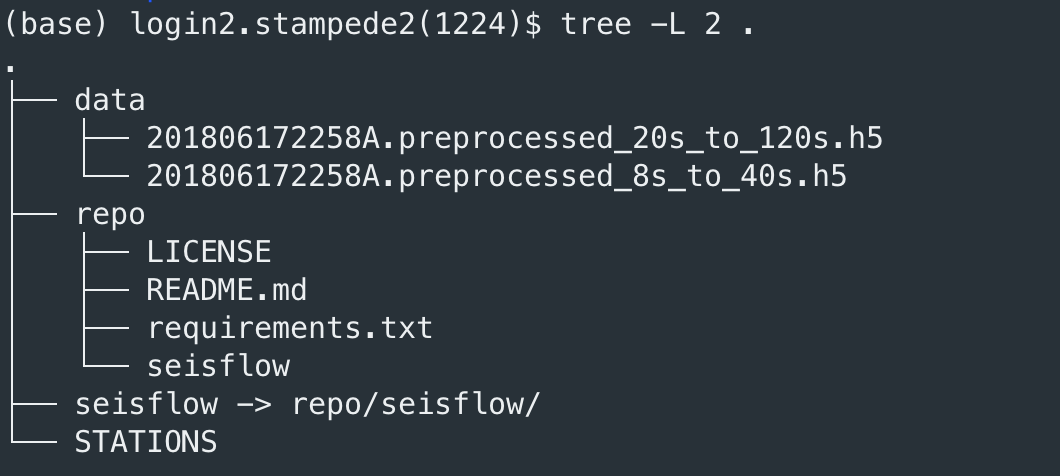 (base) login2.stampede2(1224)$ tree -L 2 .
.
├── data
│   ├── 201806172258A.preprocessed_20s_to_120s.h5
│   └── 201806172258A.preprocessed_8s_to_40s.h5
├── repo
│   ├── LICENSE
│   ├── README.md
│   ├── requirements.txt
│   └── seisflow
├── seisflow -> repo/seisflow/
└── STATIONS